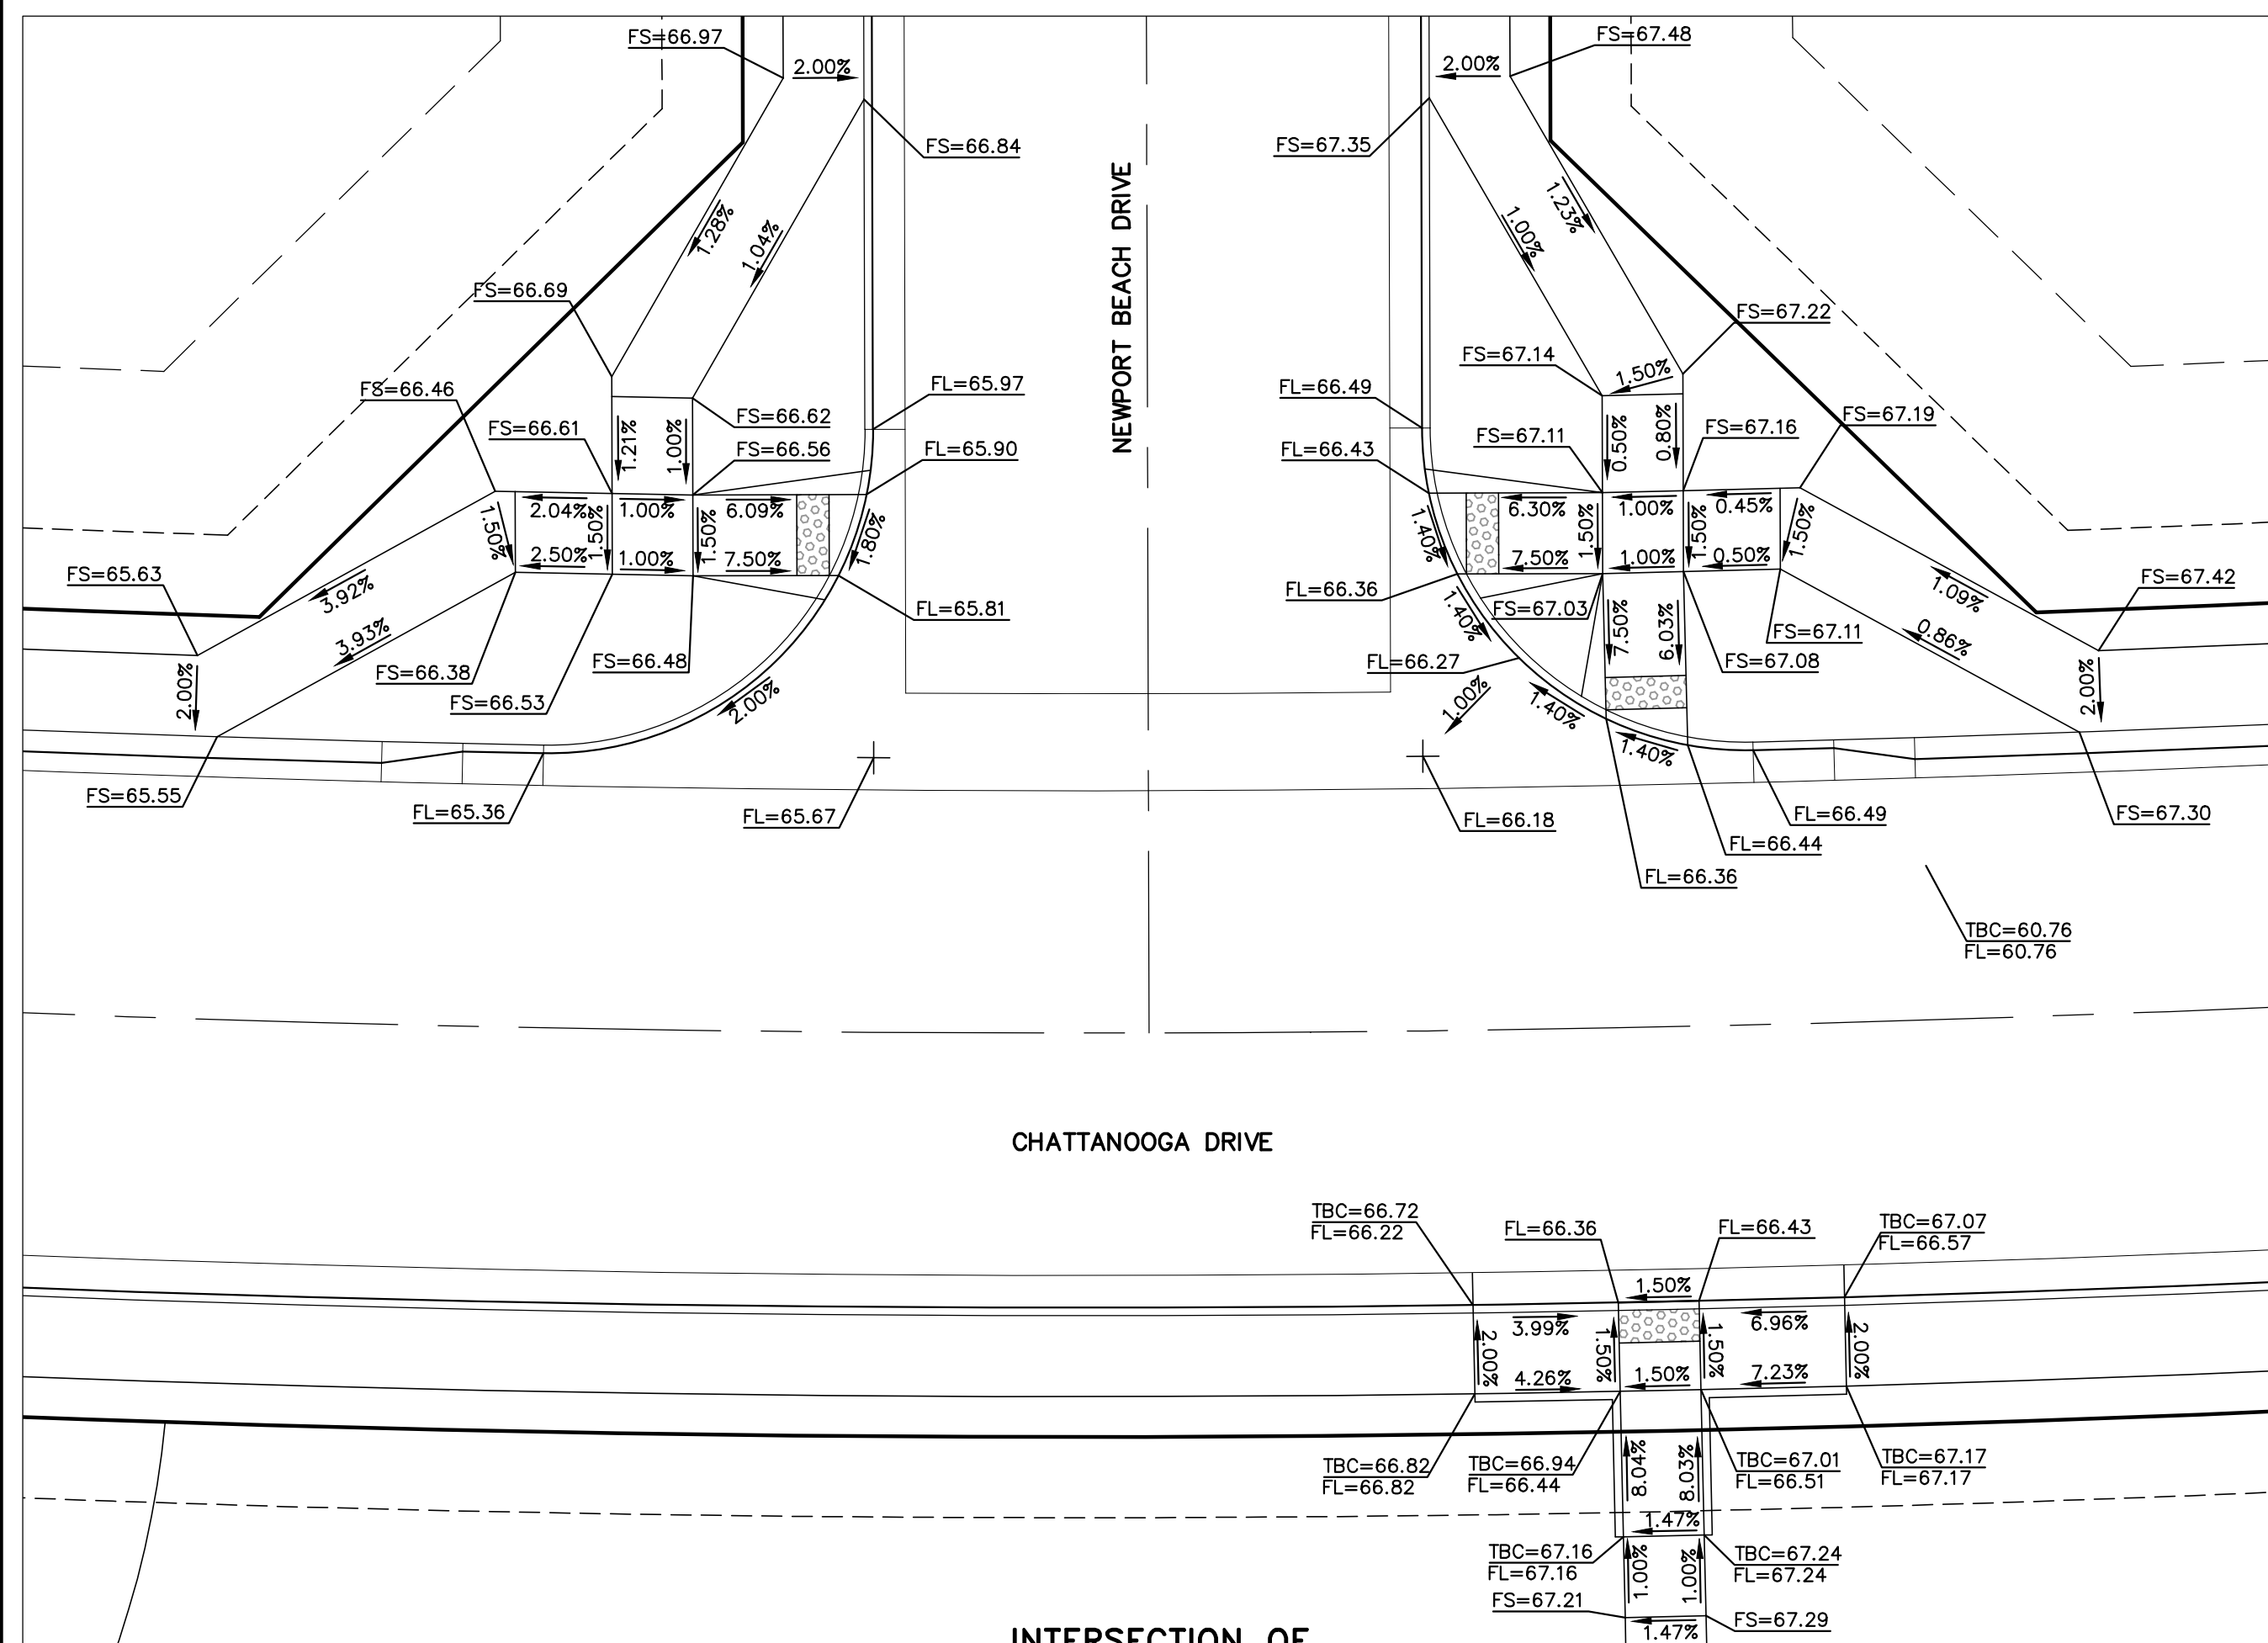 FS=66.97
2.00%
FS=67.48
2.00%
FS=66.84
FS=67.35
NEWPORT BEACH DRIVE
1.28%
1.04%
1.00%
1.23%
FS=66.69
FS=67.22
FS=66.46
FS=66.62
FL=65.97
FL=66.49
FS=67.14
1.50%
FS=67.19
FS=66.61
1.21%
1.00%
FS=66.56
FL=65.90
FL=66.43
FS=67.11
0.50%
0.80%
FS=67.16
2.04%
1.00%
6.09%
6.30%
1.00%
0.45%
1.50%
1.50%
1.50%
1.80%
1.40%
1.50%
1.50%
1.50%
2.50%
1.00%
7.50%
7.50%
1.00%
0.50%
FS=65.63
3.92%
3.93%
FL=65.81
FL=66.36
1.40%
FS=67.03
7.50%
6.03%
FS=67.11
1.09%
0.86%
FS=67.42
FS=66.38
FS=66.48
FS=66.53
2.00%
2.00%
FL=66.27
1.00%
1.40%
1.40%
FS=67.08
2.00%
FS=65.55
FL=65.36
FL=65.67
FL=66.18
FL=66.49
FS=67.30
FL=66.44
FL=66.36
TBC=60.76
FL=60.76
CHATTANOOGA DRIVE
TBC=66.72
FL=66.22
FL=66.36
FL=66.43
TBC=67.07
FL=66.57
1.50%
3.99%
6.96%
2.00%
1.50%
1.50%
2.00%
4.26%
1.50%
7.23%
TBC=66.82
FL=66.82
TBC=66.94
FL=66.44
8.04%
8.03%
TBC=67.01
FL=66.51
TBC=67.17
FL=67.17
1.47%
TBC=67.16
FL=67.16
1.00%
1.00%
TBC=67.24
FL=67.24
FS=67.21
FS=67.29
1.47%
INTERSECTION OF